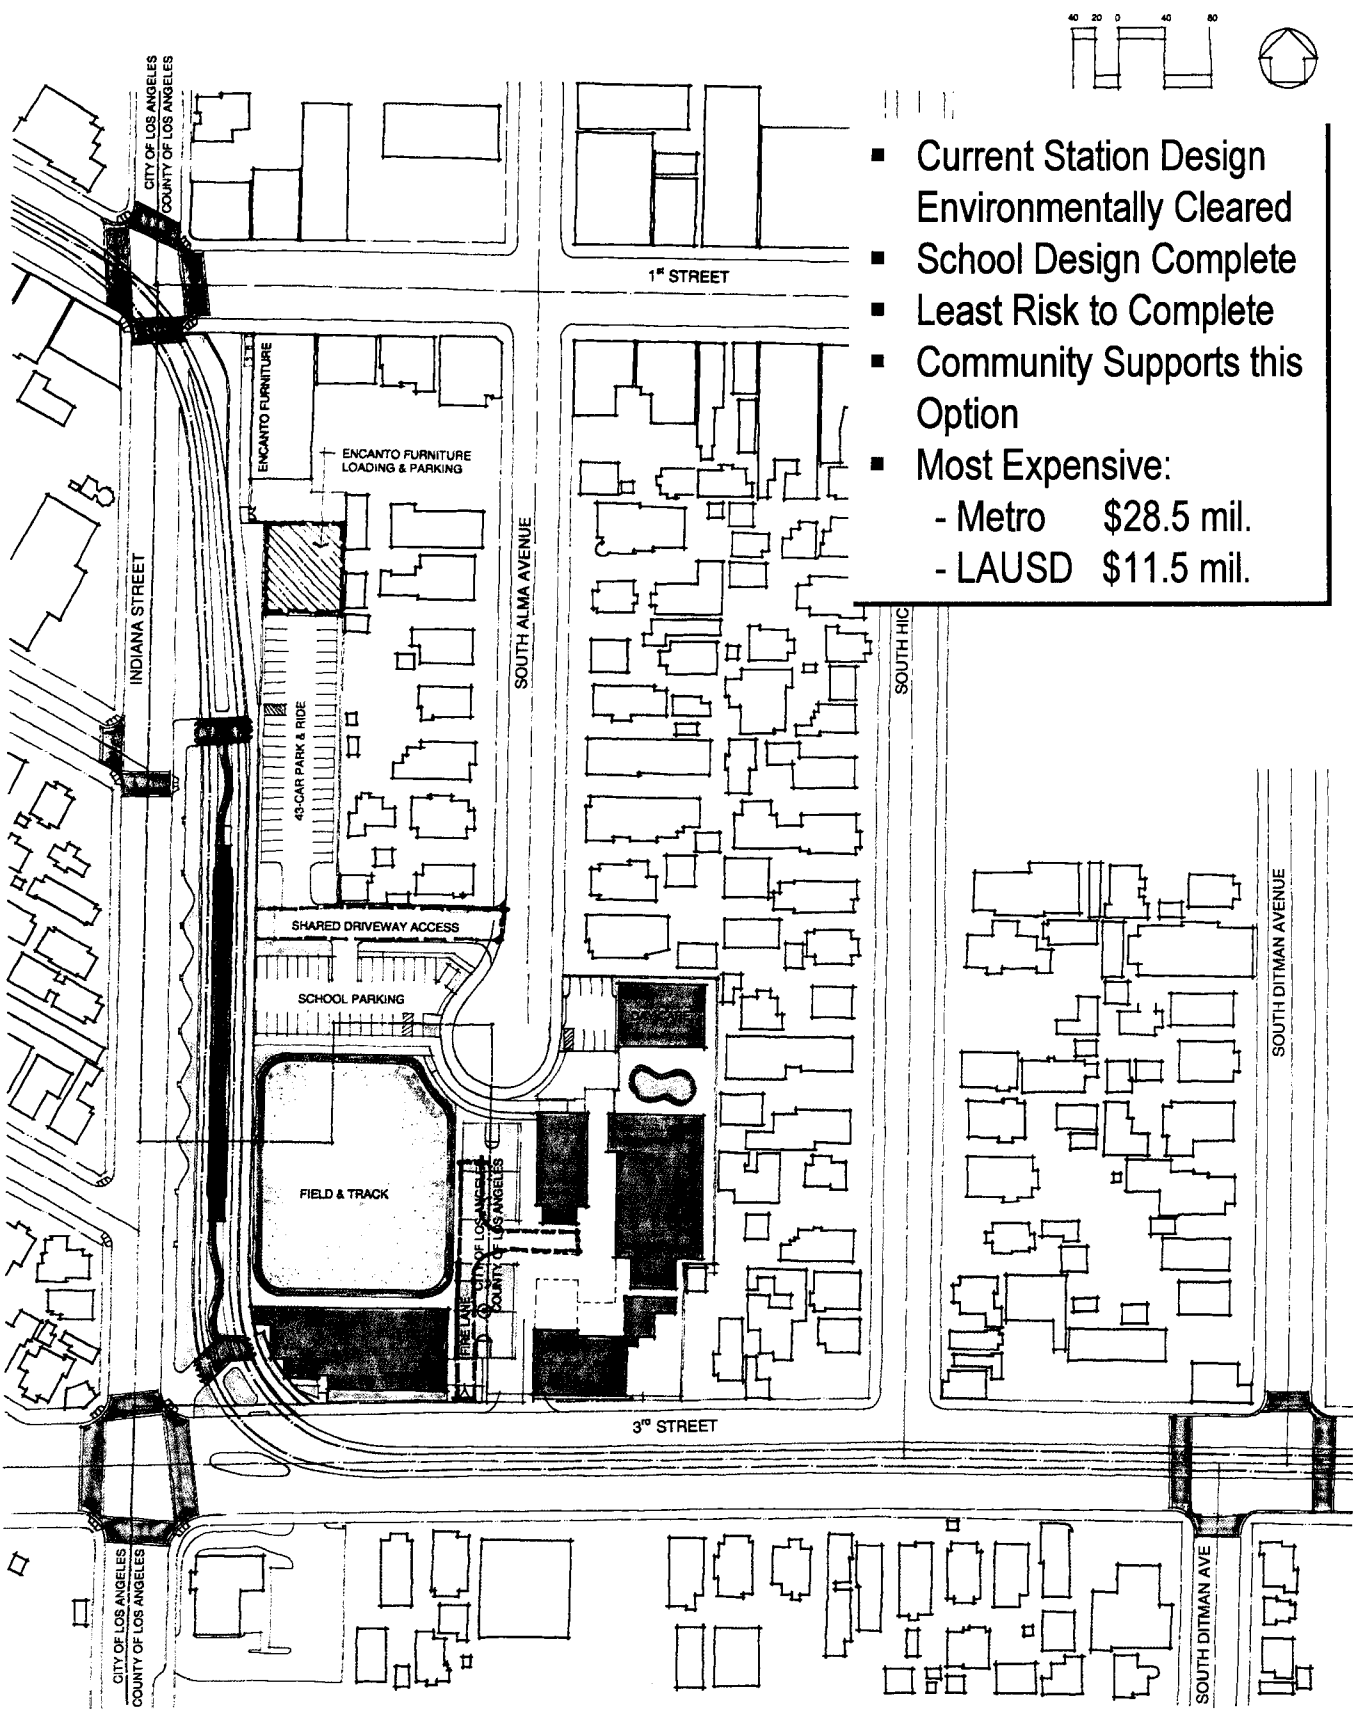 40 20 0 40 80
CITY OF LOS ANGELES
COUNTY OF LOS ANGELES
▪ Current Station Design
Environmentally Cleared
▪ School Design Complete
▪ Least Risk to Complete
▪ Community Supports this
Option
▪ Most Expensive:
- Metro $28.5 mil.
- LAUSD $11.5 mil.
1st STREET
ENCANTO FURNITURE
ENCANTO FURNITURE
LOADING & PARKING
INDIANA STREET
SOUTH ALMA AVENUE
SOUTH HIC
43-CAR PARK & RIDE
SHARED DRIVEWAY ACCESS
SCHOOL PARKING
SOUTH DITMAN AVENUE
FIELD & TRACK
CITY OF LOS ANGELES
COUNTY OF LOS ANGELES
FIRE LANE
3rd STREET
CITY OF LOS ANGELES
COUNTY OF LOS ANGELES
SOUTH DITMAN AVE